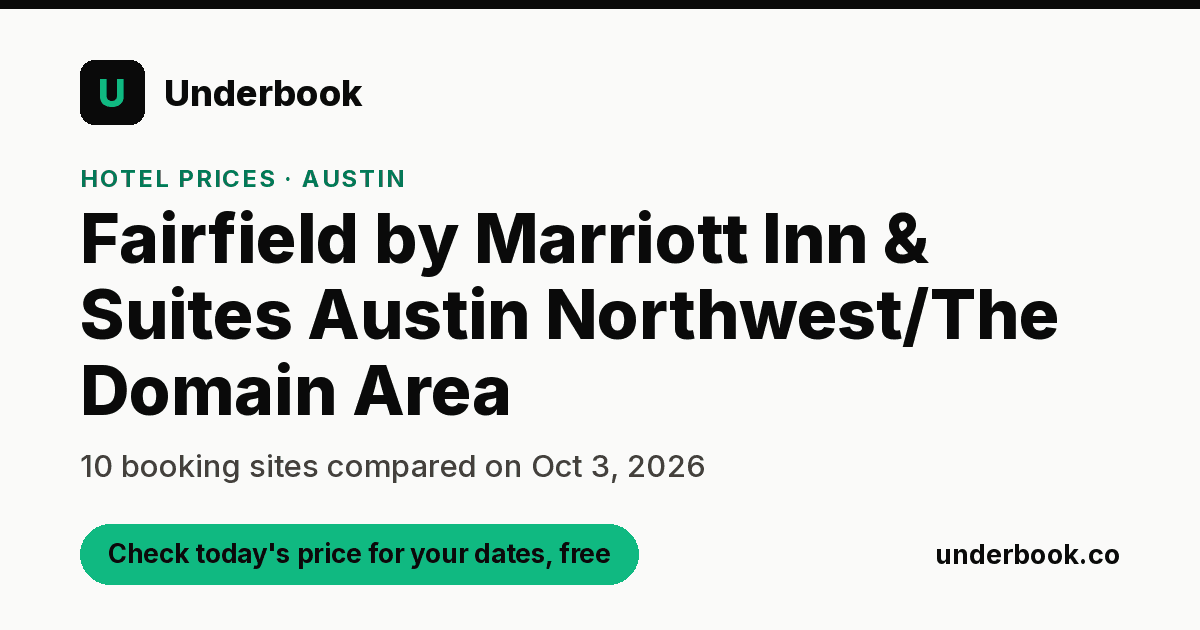 U Underbook
HOTEL PRICES · AUSTIN
Fairfield by Marriott Inn &
Suites Austin Northwest/The
Domain Area
10 booking sites compared on Oct 3, 2026
Check today's price for your dates, free
underbook.co